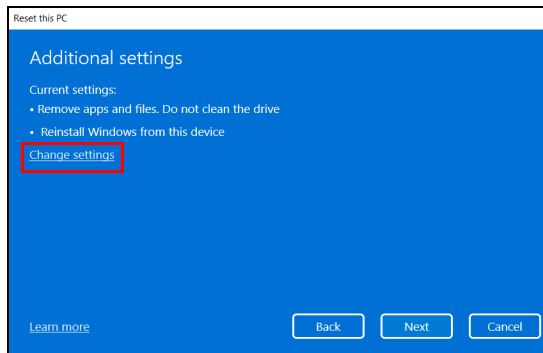 Reset this PC
Additional settings
Current settings:
• Remove apps and files. Do not clean the drive
• Reinstall Windows from this device
Change settings
Learn more
Back
Next
Cancel